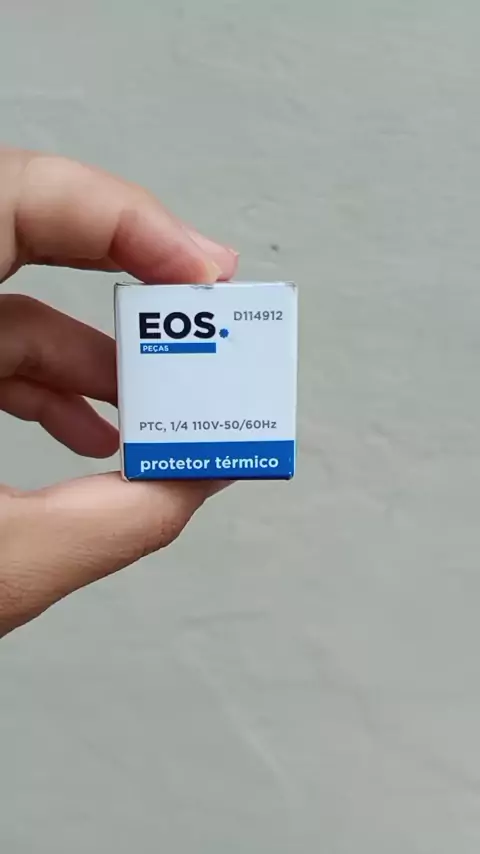 EOS.
D114912
PEÇAS
PTC, 1/4 110V-50/60Hz
protetor térmico